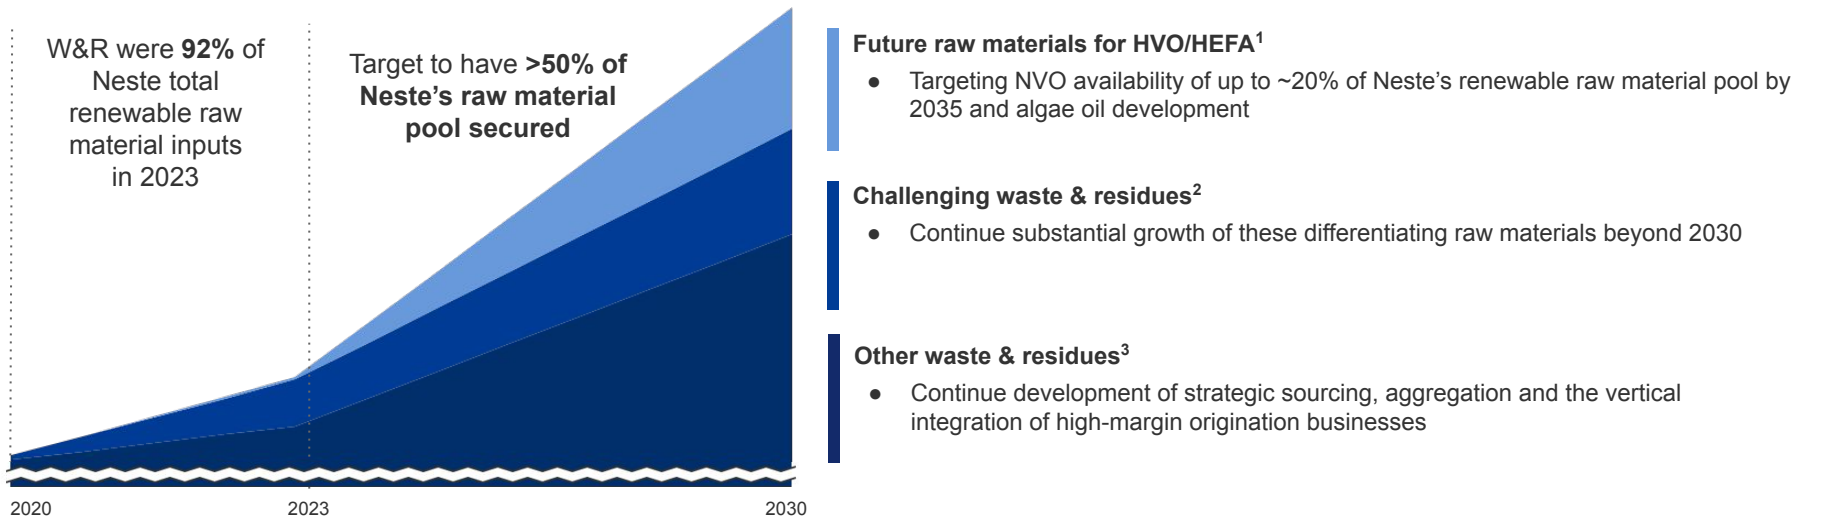 W&R were 92% of
Neste total
renewable raw
material inputs
in 2023
Target to have >50% of
Neste’s raw material
pool secured
2020
2023
2030
Future raw materials for HVO/HEFA¹
● Targeting NVO availability of up to ~20% of Neste’s renewable raw material pool by
2035 and algae oil development
Challenging waste & residues²
● Continue substantial growth of these differentiating raw materials beyond 2030
Other waste & residues³
● Continue development of strategic sourcing, aggregation and the vertical
integration of high-margin origination businesses